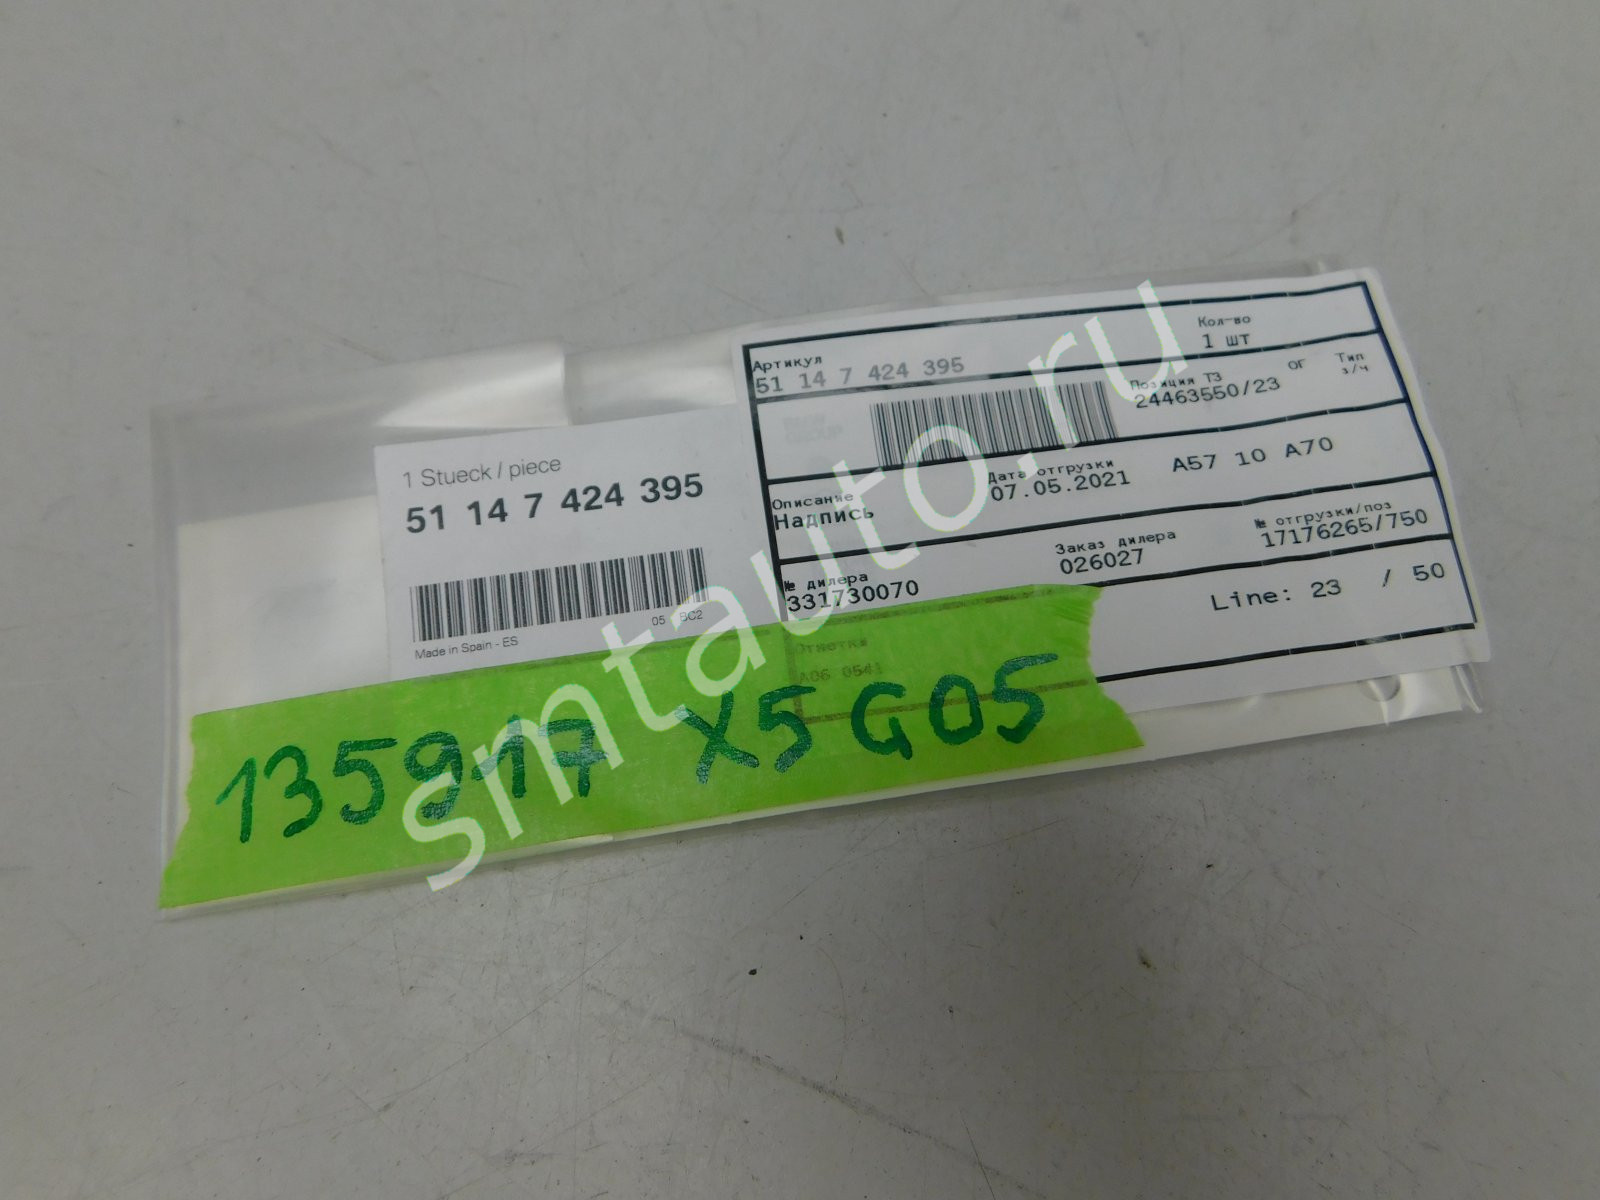 1 Stueck / piece
51 14 7 424 395
Made in Spain - ES
05 BC2
Артикул
51 14 7 424 395
Кол-во
1 шт
Позиция ТЗ
24463550/23
ОГ
Тип
з/ч
Описание
Надпись
Дата отгрузки
07.05.2021
A57 10 A70
№ дилера
331730070
Заказ дилера
026027
№ отгрузки/поз
17176265/750
Line: 23 / 50
Отметки
A06 0541
135917 X5 G05
smtauto.ru